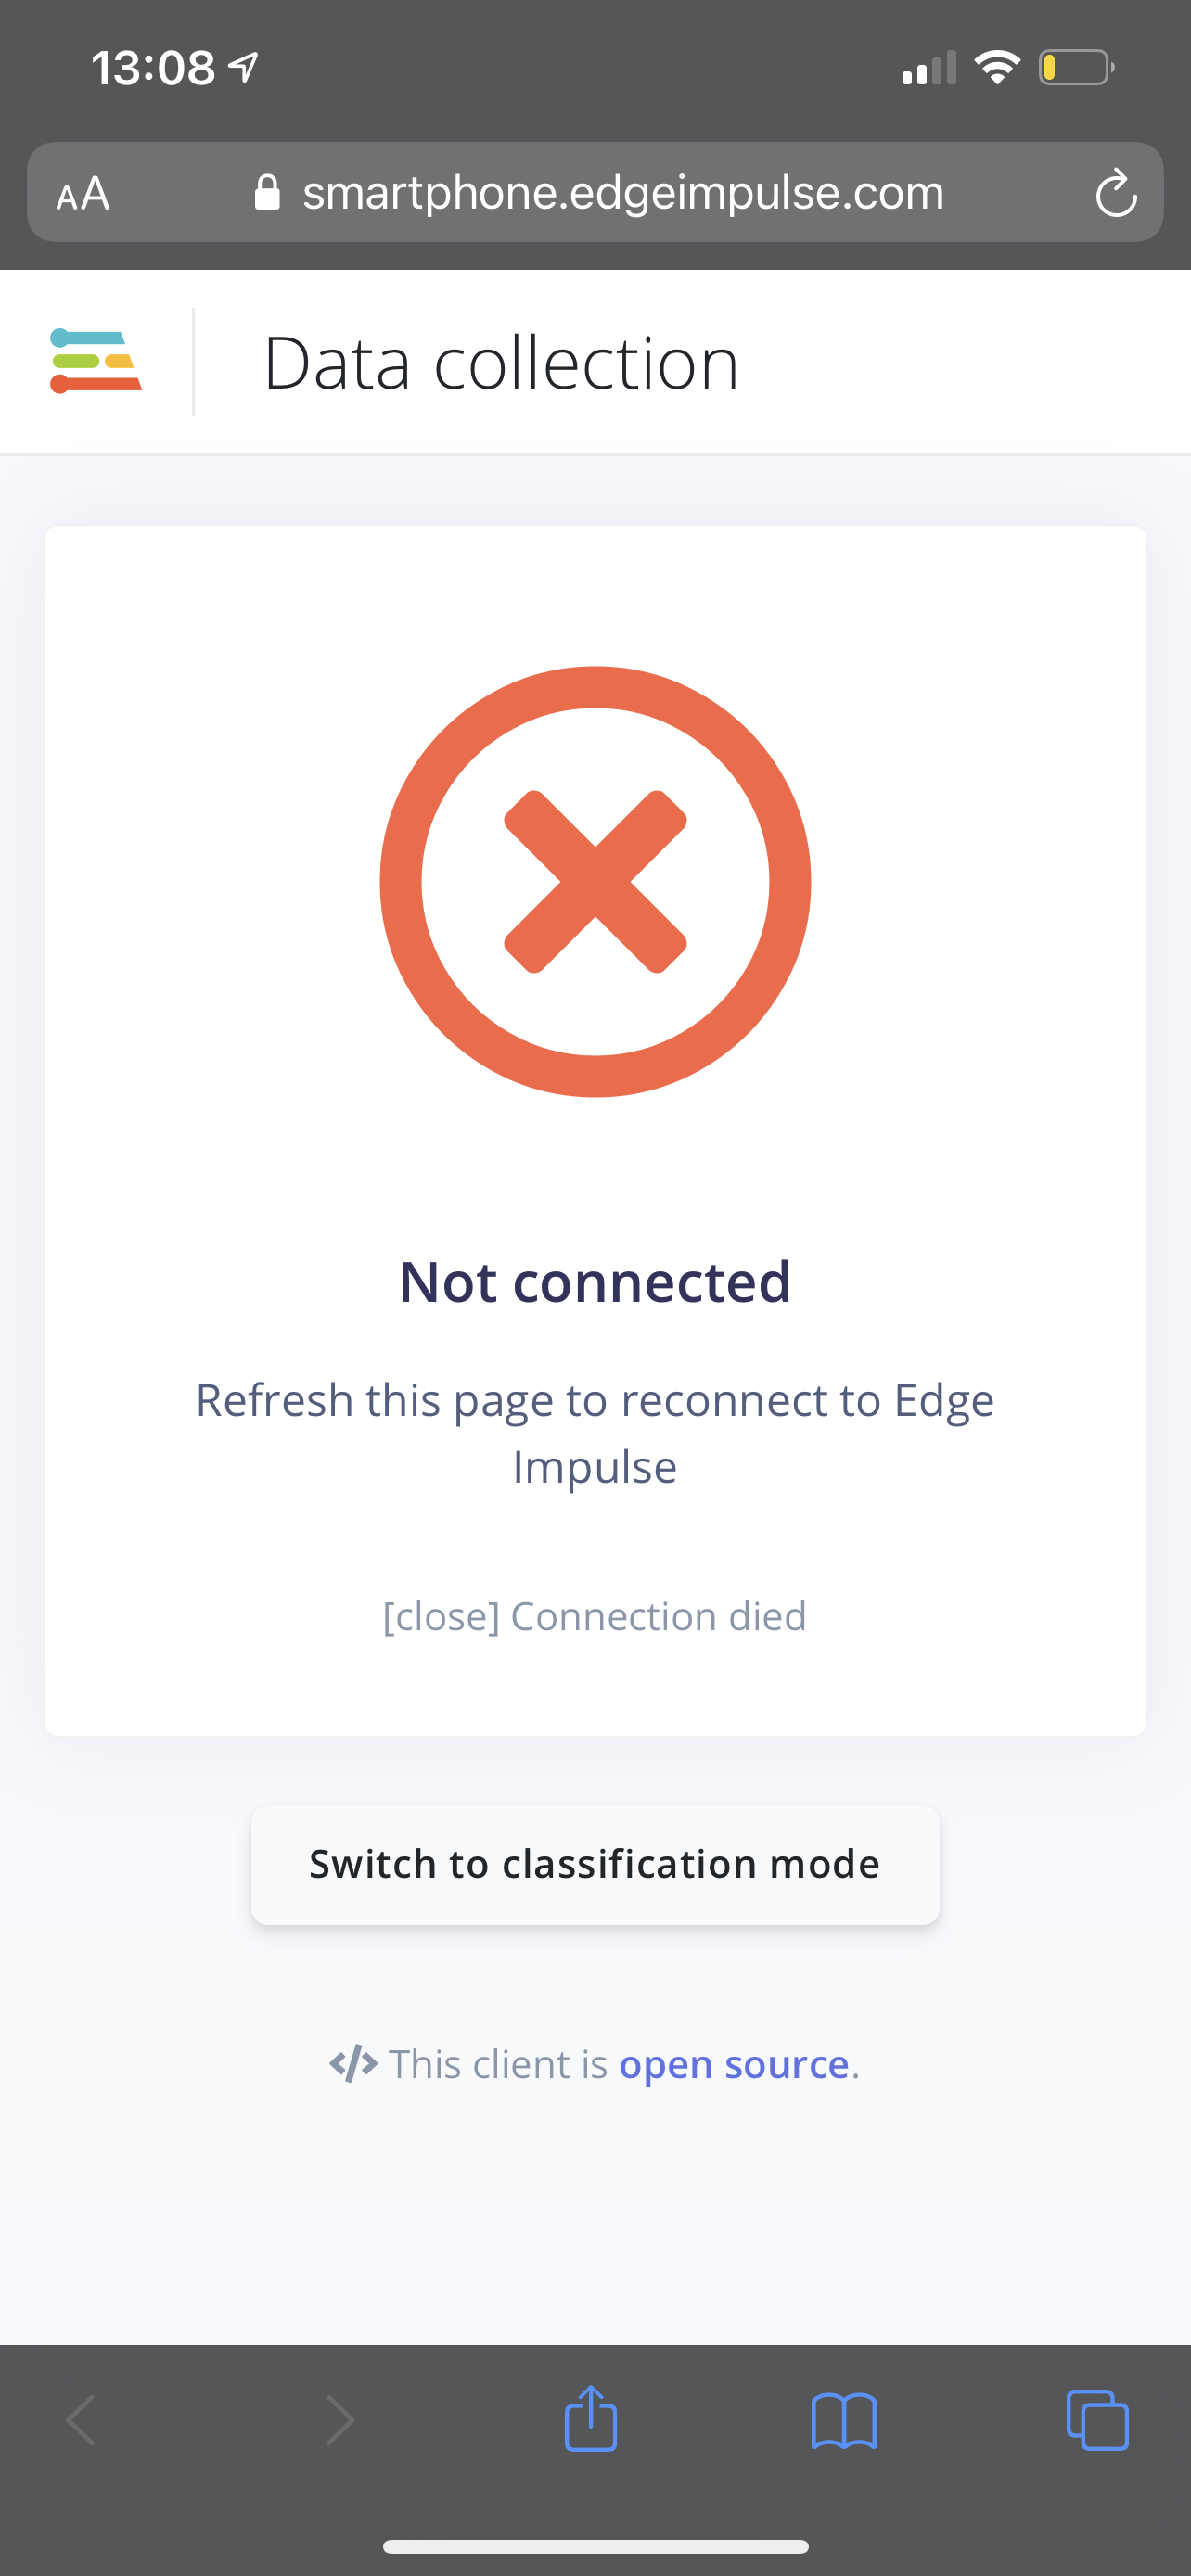 13:08
AA smartphone.edgeimpulse.com
Data collection
Not connected
Refresh this page to reconnect to Edge
Impulse
[close] Connection died
Switch to classification mode
</> This client is open source.